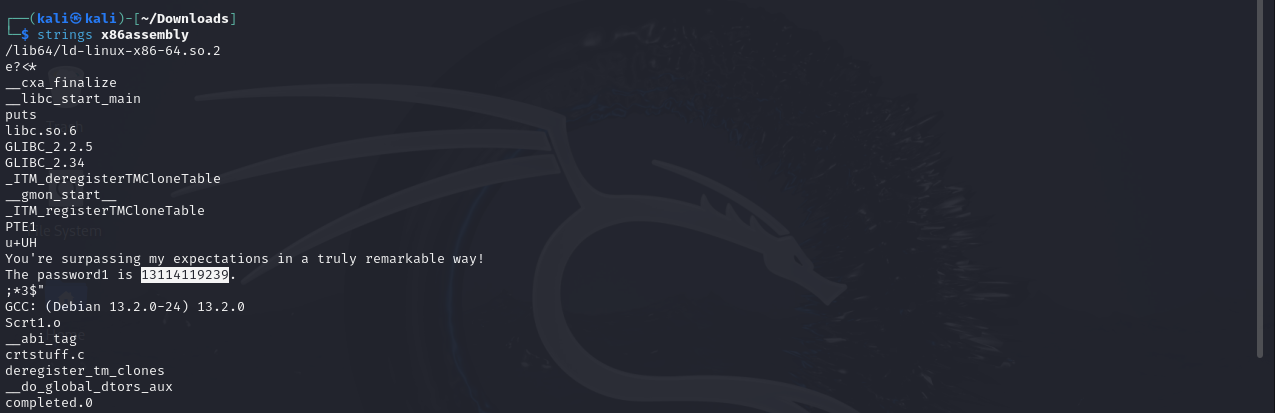 ┌──(kali㉿kali)-[~/Downloads]
└─$ strings x86assembly
/lib64/ld-linux-x86-64.so.2
e?<*
__cxa_finalize
__libc_start_main
puts
libc.so.6
GLIBC_2.2.5
GLIBC_2.34
_ITM_deregisterTMCloneTable
__gmon_start__
_ITM_registerTMCloneTable
PTE1
u+UH
You're surpassing my expectations in a truly remarkable way!
The password1 is 13114119239.
;*3$"
GCC: (Debian 13.2.0-24) 13.2.0
Scrt1.o
__abi_tag
crtstuff.c
deregister_tm_clones
__do_global_dtors_aux
completed.0